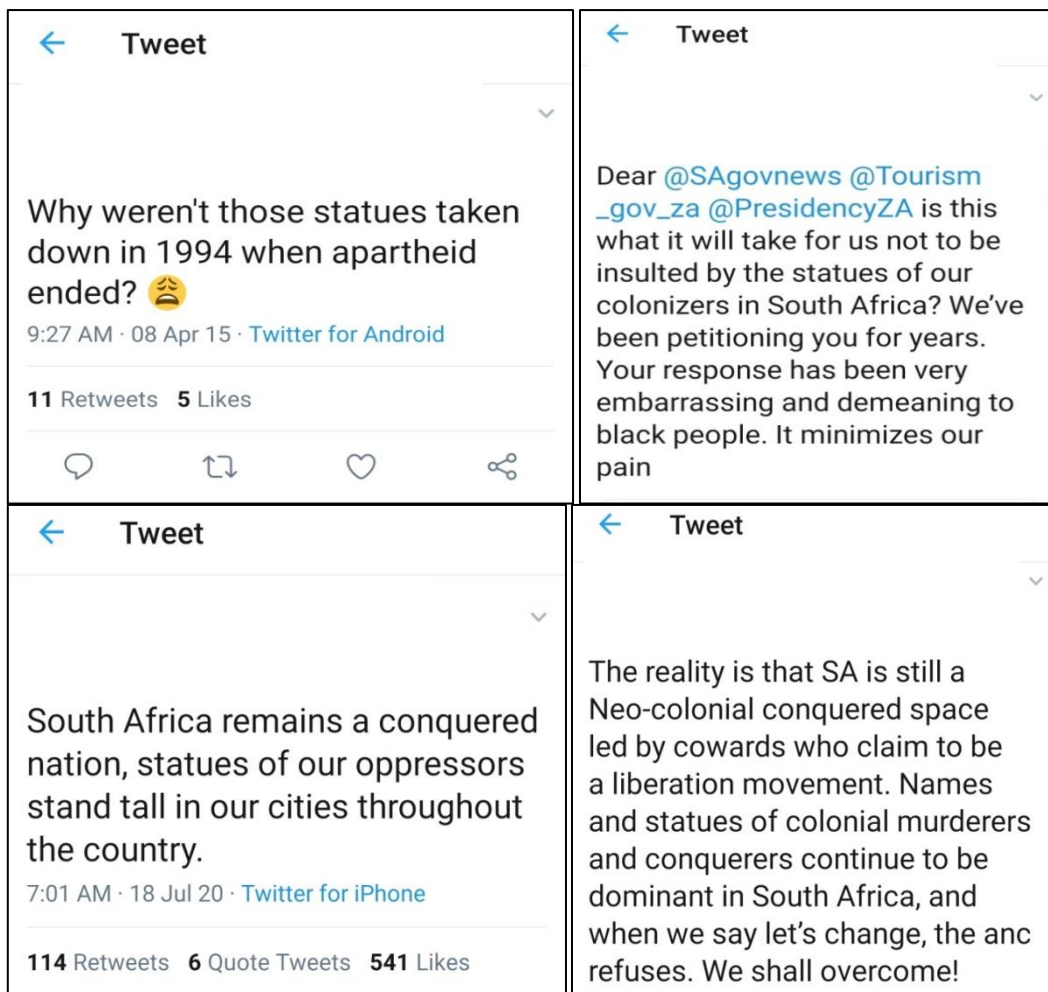 Tweet
Why weren't those statues taken
down in 1994 when apartheid
ended? 😩
9:27 AM · 08 Apr 15 · Twitter for Android
11 Retweets 5 Likes
Tweet
Dear @SAgovnews @Tourism
_gov_za @PresidencyZA is this
what it will take for us not to be
insulted by the statues of our
colonizers in South Africa? We’ve
been petitioning you for years.
Your response has been very
embarrassing and demeaning to
black people. It minimizes our
pain
Tweet
South Africa remains a conquered
nation, statues of our oppressors
stand tall in our cities throughout
the country.
7:01 AM · 18 Jul 20 · Twitter for iPhone
114 Retweets 6 Quote Tweets 541 Likes
Tweet
The reality is that SA is still a
Neo-colonial conquered space
led by cowards who claim to be
a liberation movement. Names
and statues of colonial murderers
and conquerers continue to be
dominant in South Africa, and
when we say let’s change, the anc
refuses. We shall overcome!